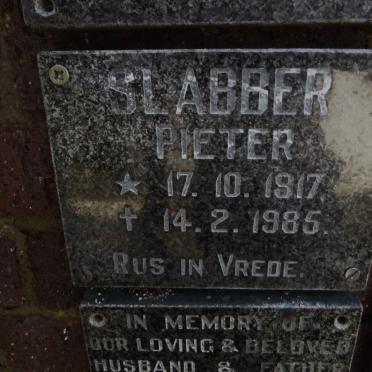 SLABBER
PIETER
★ 17. 10. 1917
† 14. 2. 1985.
RUS IN VREDE.
IN MEMORY OF
OUR LOVING & BELOVED
HUSBAND & FATHER